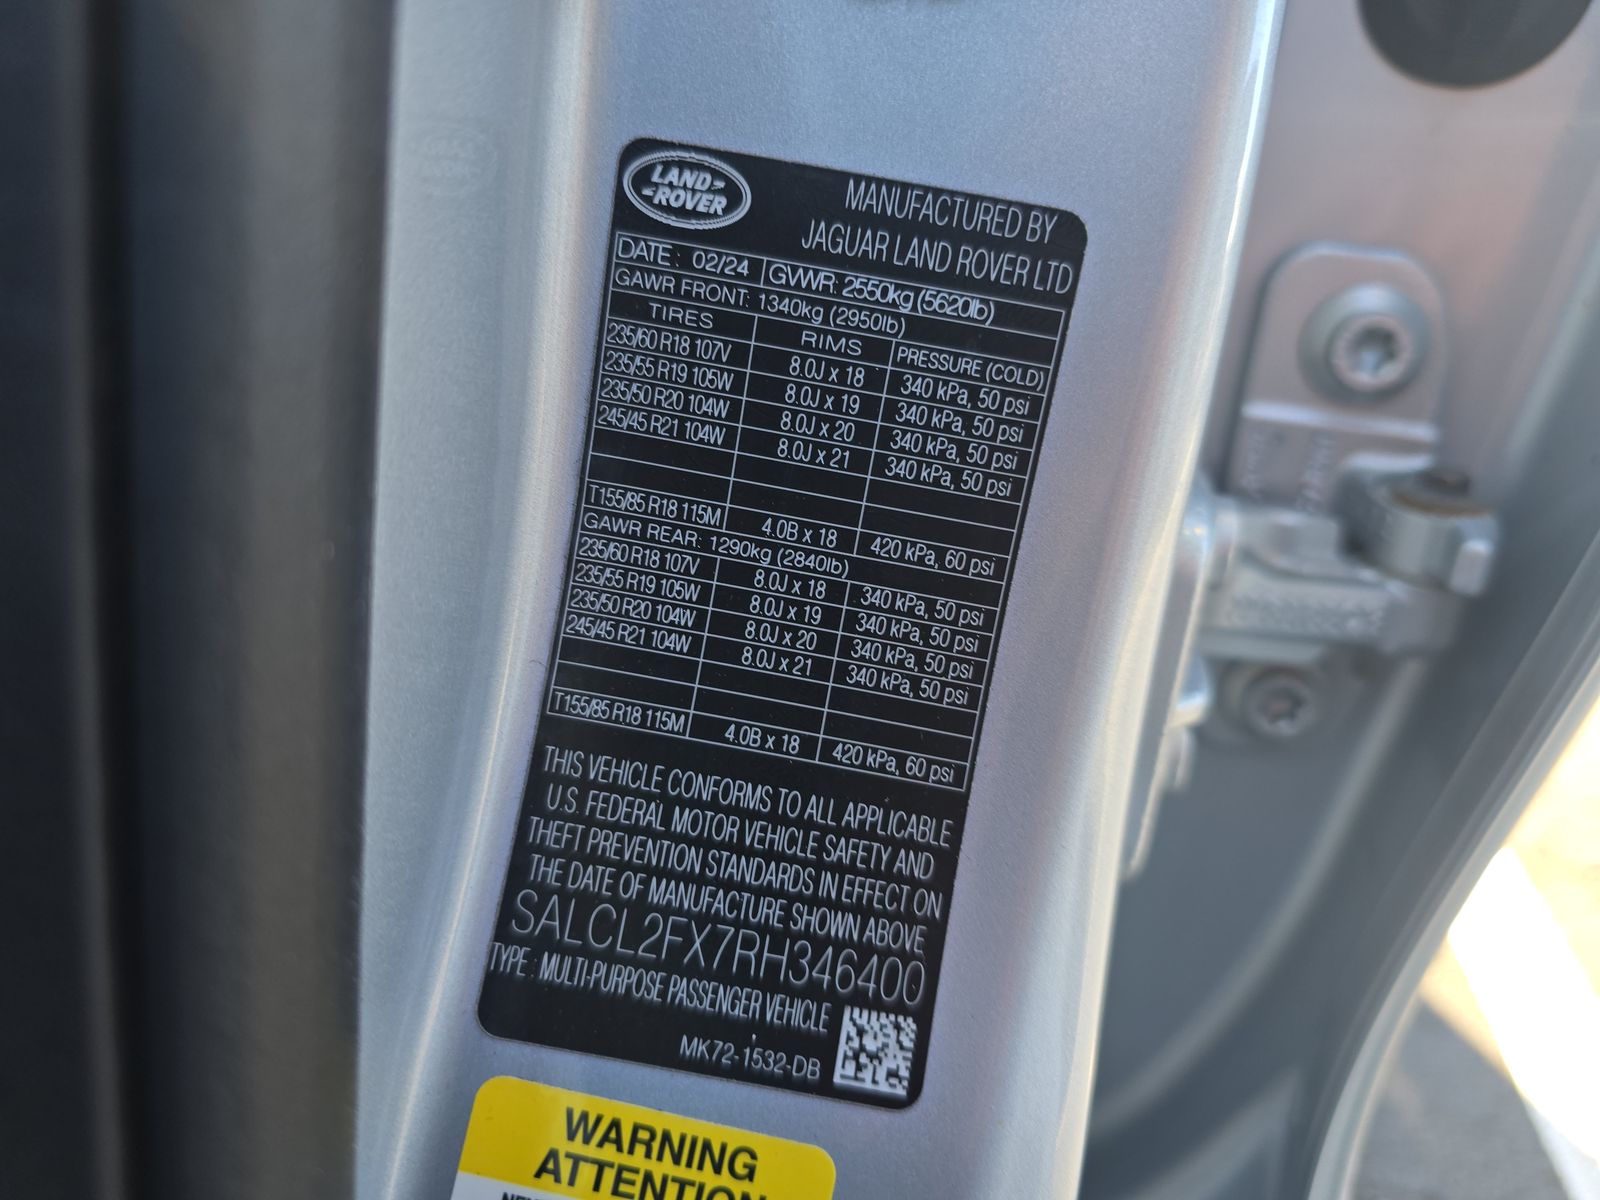 LAND ROVER
MANUFACTURED BY
JAGUAR LAND ROVER LTD
DATE: 02/24 GVWR: 2550kg (5620lb)
GAWR FRONT: 1340kg (2950lb)
TIRES RIMS PRESSURE (COLD)
235/60 R18 107V 8.0J x 18 340 kPa, 50 psi
235/55 R19 105W 8.0J x 19 340 kPa, 50 psi
235/50 R20 104W 8.0J x 20 340 kPa, 50 psi
245/45 R21 104W 8.0J x 21 340 kPa, 50 psi
T155/85 R18 115M 4.0B x 18 420 kPa, 60 psi
GAWR REAR: 1290kg (2840lb)
235/60 R18 107V 8.0J x 18 340 kPa, 50 psi
235/55 R19 105W 8.0J x 19 340 kPa, 50 psi
235/50 R20 104W 8.0J x 20 340 kPa, 50 psi
245/45 R21 104W 8.0J x 21 340 kPa, 50 psi
T155/85 R18 115M 4.0B x 18 420 kPa, 60 psi
THIS VEHICLE CONFORMS TO ALL APPLICABLE
U.S. FEDERAL MOTOR VEHICLE SAFETY AND
THEFT PREVENTION STANDARDS IN EFFECT ON
THE DATE OF MANUFACTURE SHOWN ABOVE
SALCL2FX7RH346400
TYPE: MULTI-PURPOSE PASSENGER VEHICLE
MK72-1532-DB
WARNING
ATTENTION